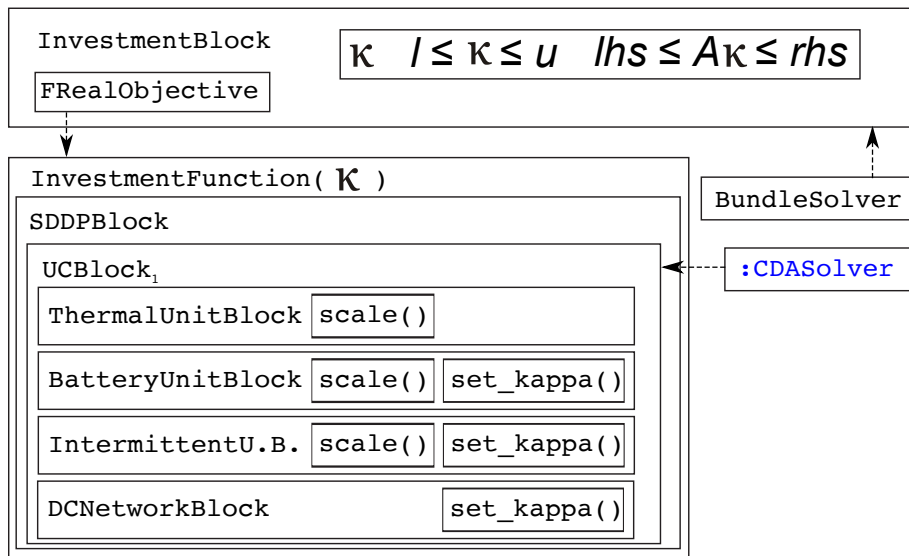 InvestmentBlock
κ l ≤ κ ≤ u lhs ≤ Aκ ≤ rhs
FRealObjective
InvestmentFunction( κ )
BundleSolver
SDDPBlock
UCBlock₁
:CDASolver
ThermalUnitBlock scale()
BatteryUnitBlock scale() set_kappa()
IntermittentU.B. scale() set_kappa()
DCNetworkBlock set_kappa()